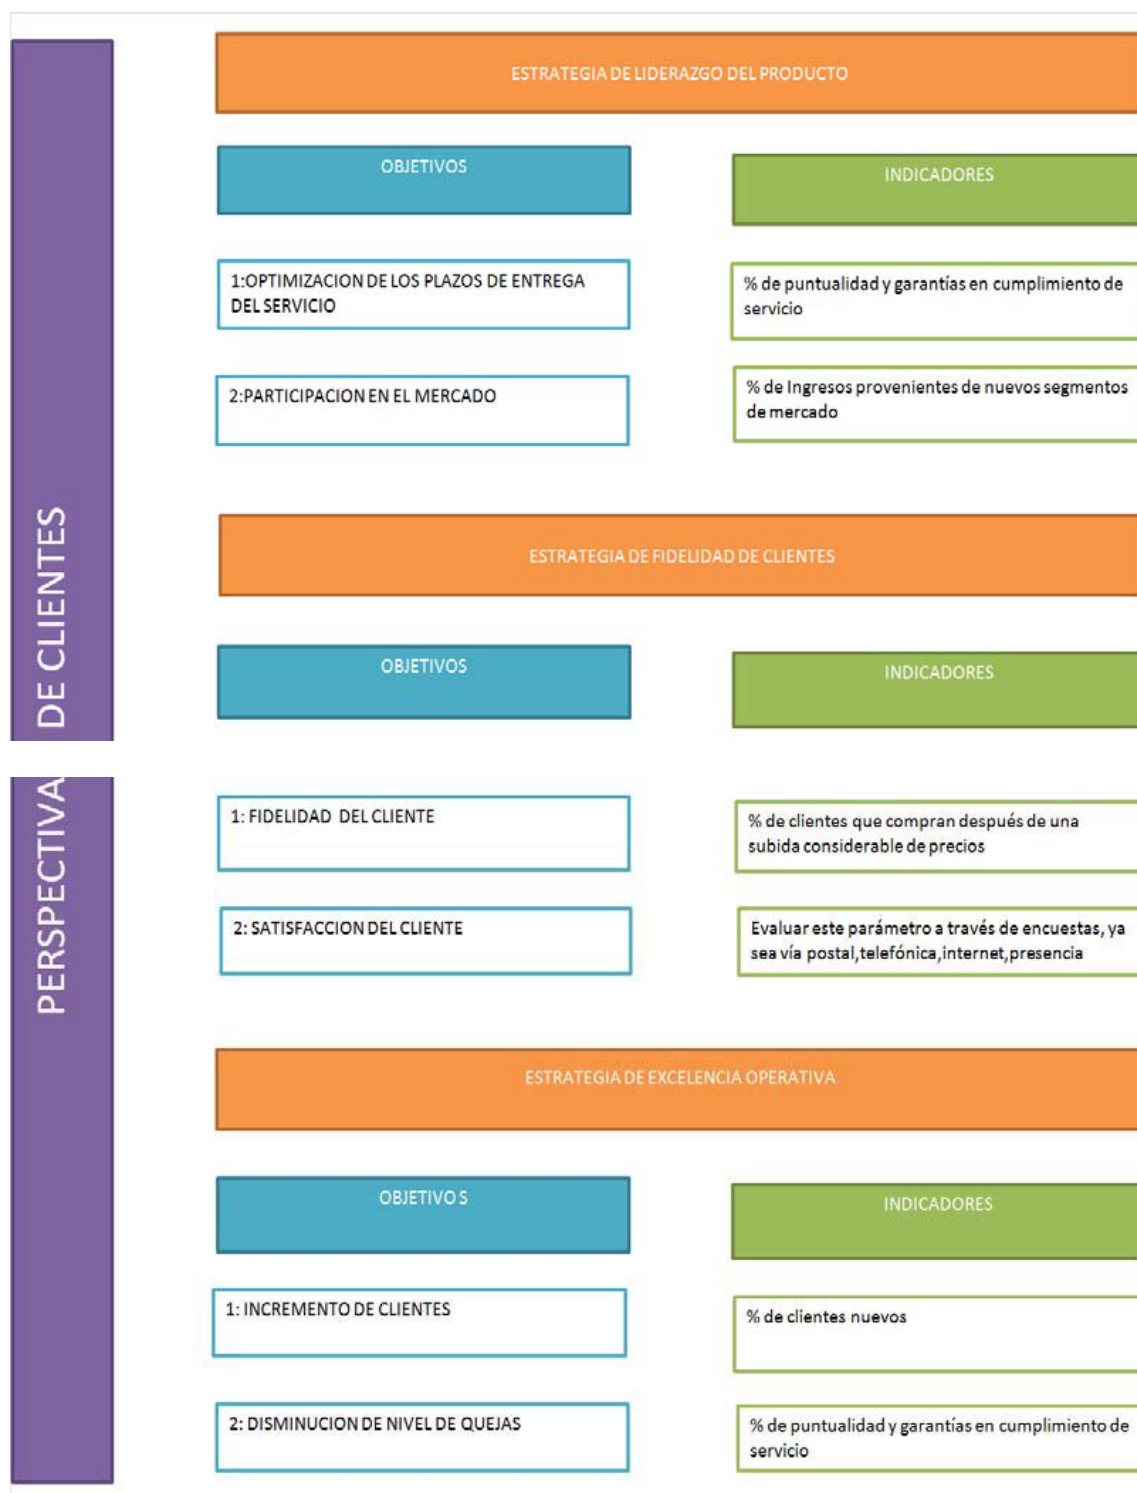 PERSPECTIVA DE CLIENTES
ESTRATEGIA DE LIDERAZGO DEL PRODUCTO
OBJETIVOS
INDICADORES
1:OPTIMIZACION DE LOS PLAZOS DE ENTREGA
DEL SERVICIO
% de puntualidad y garantías en cumplimiento de
servicio
2:PARTICIPACION EN EL MERCADO
% de Ingresos provenientes de nuevos segmentos
de mercado
ESTRATEGIA DE FIDELIDAD DE CLIENTES
OBJETIVOS
INDICADORES
1: FIDELIDAD DEL CLIENTE
% de clientes que compran después de una
subida considerable de precios
2: SATISFACCION DEL CLIENTE
Evaluar este parámetro a través de encuestas, ya
sea vía postal,telefónica,internet,presencia
ESTRATEGIA DE EXCELENCIA OPERATIVA
OBJETIVO S
INDICADORES
1: INCREMENTO DE CLIENTES
% de clientes nuevos
2: DISMINUCION DE NIVEL DE QUEJAS
% de puntualidad y garantías en cumplimiento de
servicio